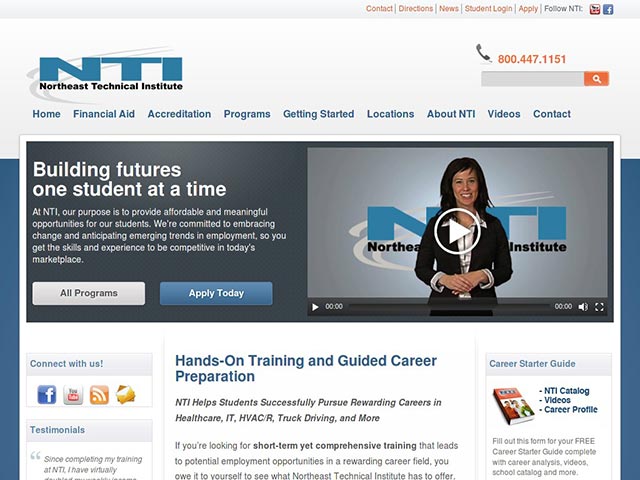 Contact | Directions | News | Student Login | Apply | Follow NTI:
800.447.1151
NTI
Northeast Technical Institute
Home Financial Aid Accreditation Programs Getting Started Locations About NTI Videos Contact
Building futures
one student at a time
At NTI, our purpose is to provide affordable and meaningful
opportunities for our students. We're committed to embracing
change and anticipating emerging trends in employment, so you
get the skills and experience to be competitive in today's
marketplace.
All Programs
Apply Today
NTI
Northeast Technical Institute
00:00 00:00
Connect with us!
You Tube
Testimonials
Since completing my training
at NTI, I have virtually
Hands-On Training and Guided Career
Preparation
NTI Helps Students Successfully Pursue Rewarding Careers in
Healthcare, IT, HVAC/R, Truck Driving, and More
If you're looking for short-term yet comprehensive training that leads
to potential employment opportunities in a rewarding career field, you
owe it to yourself to see what Northeast Technical Institute has to offer.
Career Starter Guide
- NTI Catalog
- Videos
- Career Profile
Fill out this form for your FREE
Career Starter Guide complete
with career analysis, videos,
school catalog and more.